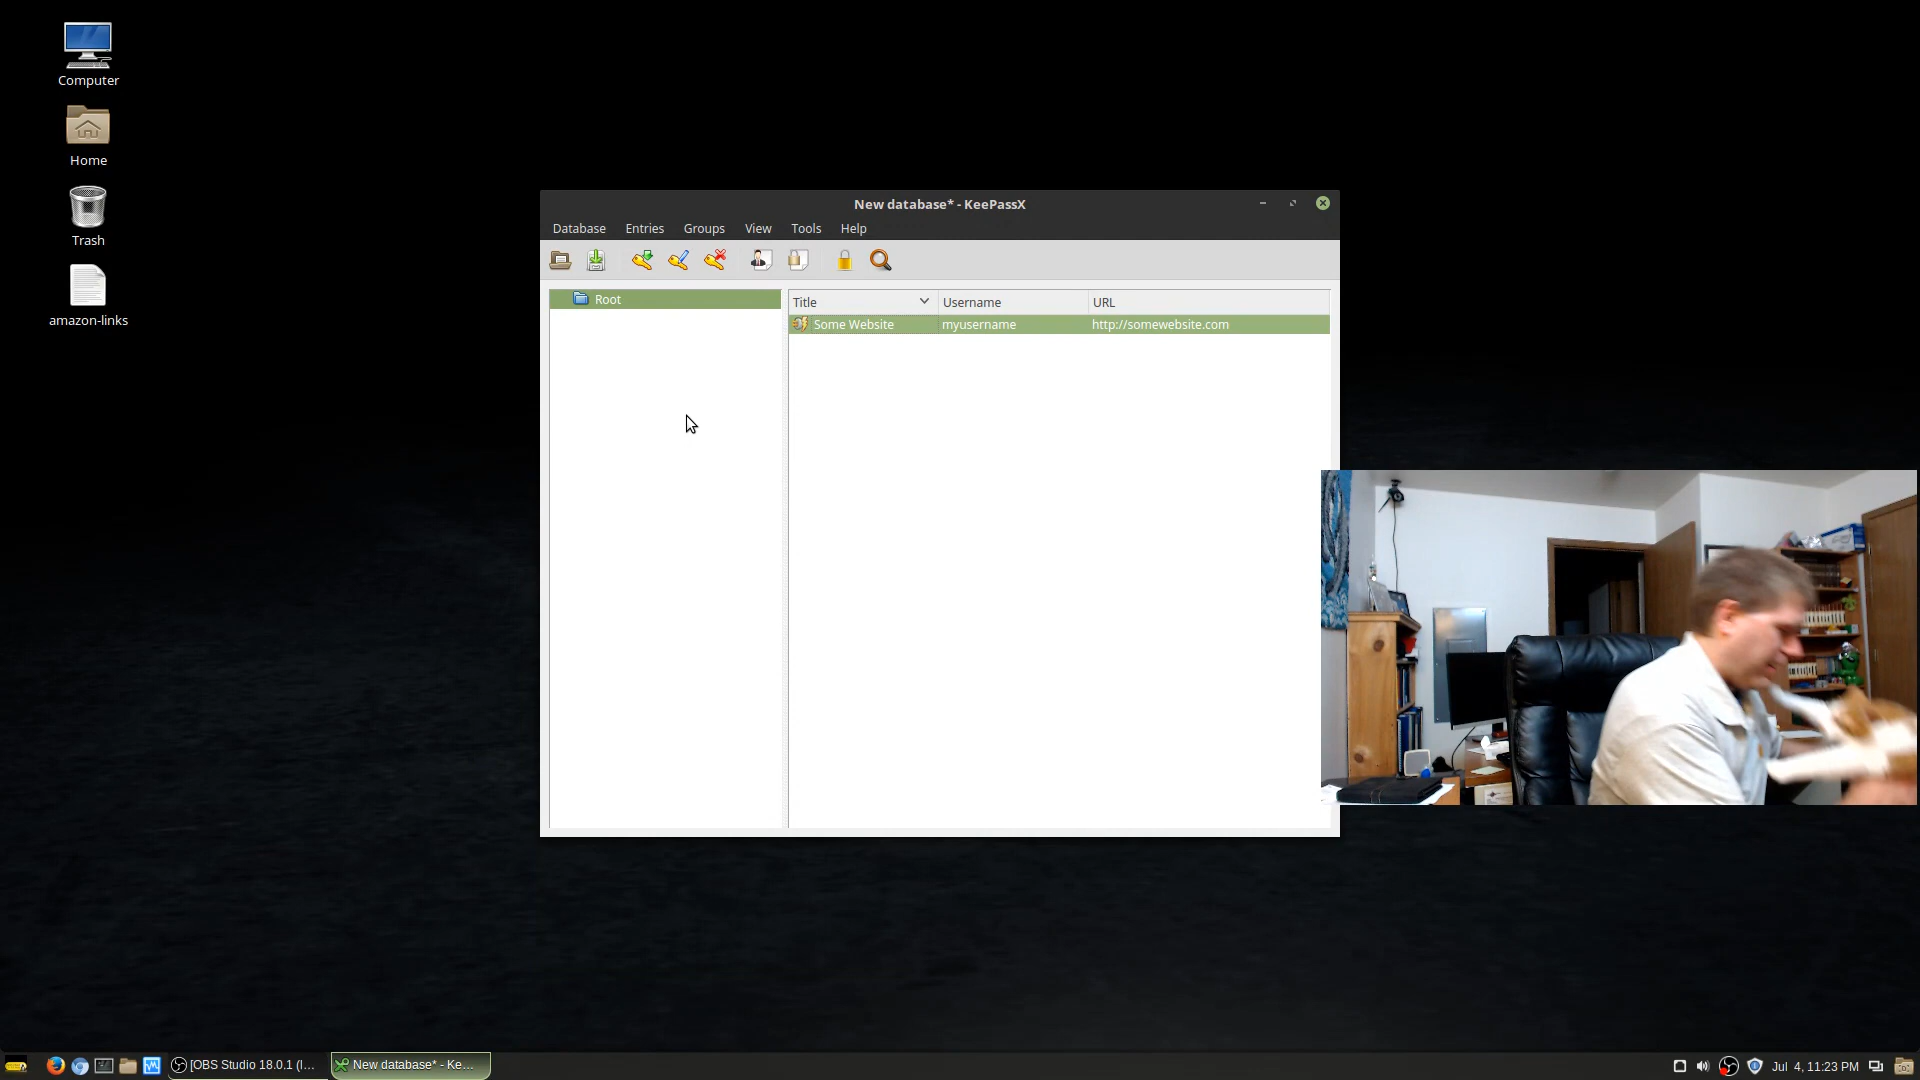 Computer
Home
Trash
amazon-links
New database* - KeePassX
Database Entries Groups View Tools Help
Root
Title Username URL
Some Website myusername http://somewebsite.com
[OBS Studio 18.0.1 (l... New database* - Ke... Jul 4, 11:23 PM